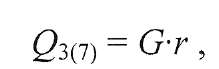 Q3(7) = G·r ,